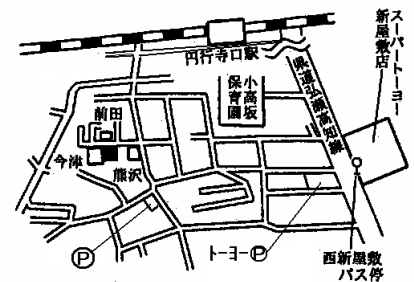 円行寺口駅
スーパートーヨー
新屋敷店
県道弘瀬高知線
小高坂
保育園
前田
今津
熊沢
P
トーヨーP
西新屋敷
バス停